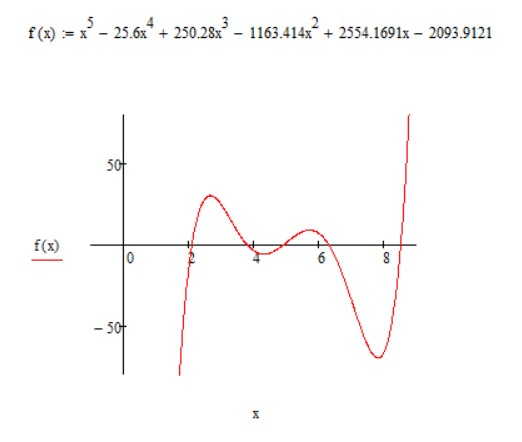 f(x) := x^5 − 25.6x^4 + 250.28x^3 − 1163.414x^2 + 2554.1691x − 2093.9121
50
f(x)
0 2 4 6 8
− 50
x